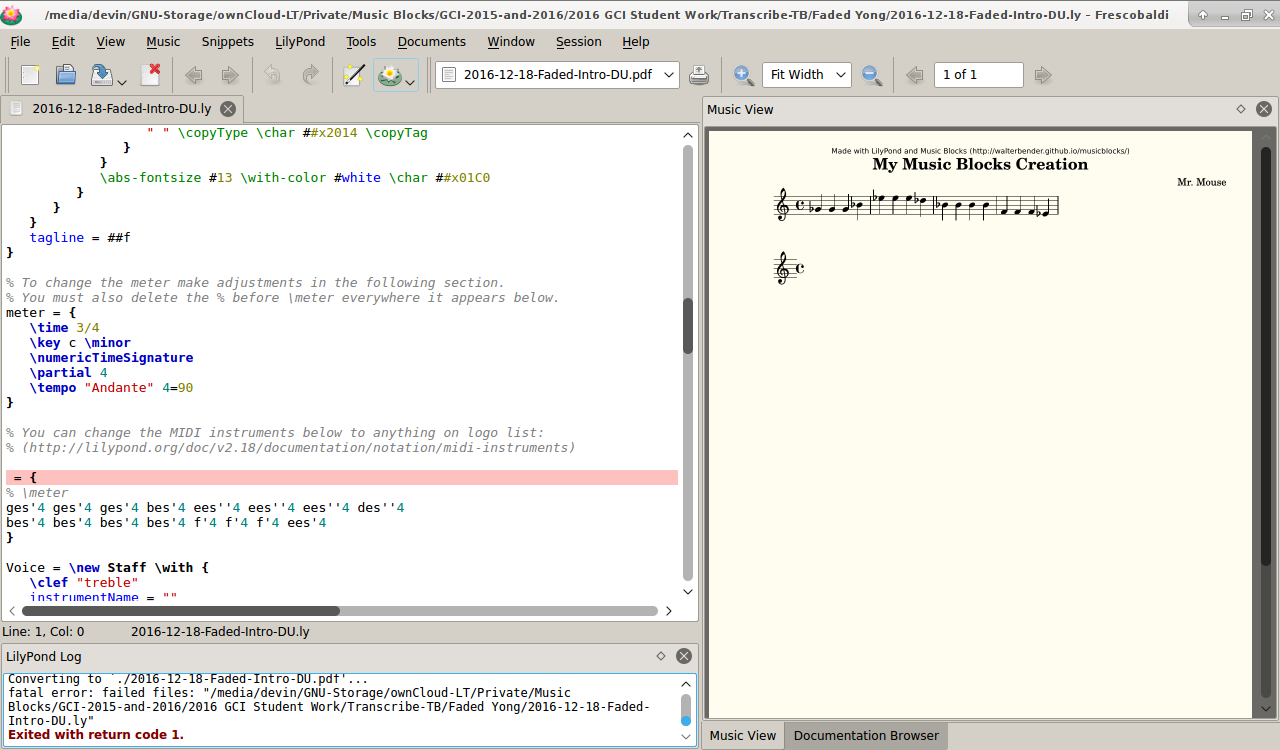 /media/devin/GNU-Storage/ownCloud-LT/Private/Music Blocks/GCI-2015-and-2016/2016 GCI Student Work/Transcribe-TB/Faded Yong/2016-12-18-Faded-Intro-DU.ly - Frescobaldi
File Edit View Music Snippets LilyPond Tools Documents Window Session Help
2016-12-18-Faded-Intro-DU.pdf Fit Width 1 of 1
2016-12-18-Faded-Intro-DU.ly
" " \copyType \char ##x2014 \copyTag
}
}
\abs-fontsize #13 \with-color #white \char ##x01C0
}
}
}
tagline = ##f
}
% To change the meter make adjustments in the following section.
% You must also delete the % before \meter everywhere it appears below.
meter = {
\time 3/4
\key c \minor
\numericTimeSignature
\partial 4
\tempo "Andante" 4=90
}
% You can change the MIDI instruments below to anything on logo list:
% (http://lilypond.org/doc/v2.18/documentation/notation/midi-instruments)
= {
% \meter
ges'4 ges'4 ges'4 bes'4 ees''4 ees''4 ees''4 des''4
bes'4 bes'4 bes'4 bes'4 f'4 f'4 f'4 ees'4
}
Voice = \new Staff \with {
\clef "treble"
instrumentName = ""
Line: 1, Col: 0 2016-12-18-Faded-Intro-DU.ly
LilyPond Log
Converting to `./2016-12-18-Faded-Intro-DU.pdf'...
fatal error: failed files: "/media/devin/GNU-Storage/ownCloud-LT/Private/Music
Blocks/GCI-2015-and-2016/2016 GCI Student Work/Transcribe-TB/Faded Yong/2016-12-18-Faded-
Intro-DU.ly"
Exited with return code 1.
Music View
Made with LilyPond and Music Blocks (http://walterbender.github.io/musicblocks/)
My Music Blocks Creation
Mr. Mouse
Music View Documentation Browser